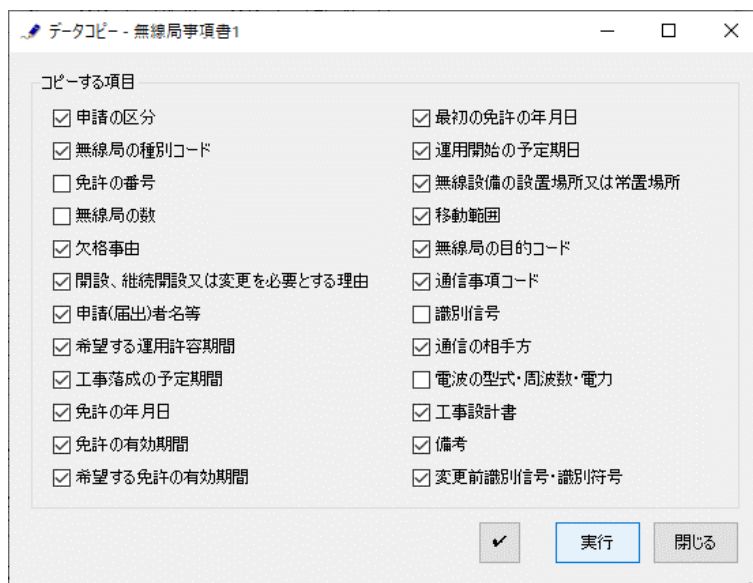 データコピー - 無線局事項書1
コピーする項目
申請の区分
無線局の種別コード
免許の番号
無線局の数
欠格事由
開設、継続開設又は変更を必要とする理由
申請(届出)者名等
希望する運用許容期間
工事落成の予定期間
免許の年月日
免許の有効期間
希望する免許の有効期間
最初の免許の年月日
運用開始の予定期日
無線設備の設置場所又は常置場所
移動範囲
無線局の目的コード
通信事項コード
識別信号
通信の相手方
電波の型式・周波数・電力
工事設計書
備考
変更前識別信号・識別符号
実行
閉じる